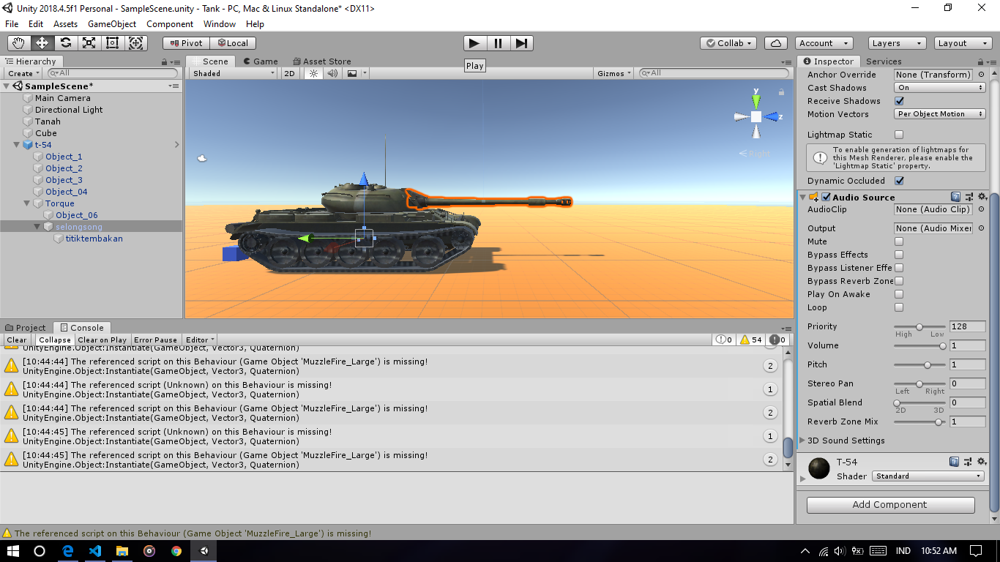 Unity 2018.4.5f1 Personal - SampleScene.unity - Tank - PC, Mac & Linux Standalone* <DX11>
File Edit Assets GameObject Component Window Help
Pivot Local Collab Account Layers Layout
Play
Hierarchy
Create All
SampleScene*
Main Camera
Directional Light
Tanah
Cube
t-54
Object_1
Object_2
Object_3
Object_04
Torque
Object_06
selongsong
titiktembakan
Scene Game Asset Store
Shaded 2D Gizmos All
y
z
Right
Inspector Services
Anchor Override None (Transform)
Cast Shadows On
Receive Shadows
Motion Vectors Per Object Motion
Lightmap Static
To enable generation of lightmaps for
this Mesh Renderer, please enable the
'Lightmap Static' property.
Dynamic Occluded
Audio Source
AudioClip None (Audio Clip)
Output None (Audio Mixer
Mute
Bypass Effects
Bypass Listener Effe
Bypass Reverb Zone
Play On Awake
Loop
Priority 128
High Low
Volume 1
Pitch 1
Stereo Pan 0
Left Right
Spatial Blend 0
2D 3D
Reverb Zone Mix 1
3D Sound Settings
T-54
Shader Standard
Add Component
Project Console
Clear Collapse Clear on Play Error Pause Editor 0 54 0
UnityEngine.Object:Instantiate(GameObject, Vector3, Quaternion)
[10:44:44] The referenced script on this Behaviour (Game Object 'MuzzleFire_Large') is missing! 2
UnityEngine.Object:Instantiate(GameObject, Vector3, Quaternion)
[10:44:44] The referenced script (Unknown) on this Behaviour is missing! 1
UnityEngine.Object:Instantiate(GameObject, Vector3, Quaternion)
[10:44:44] The referenced script on this Behaviour (Game Object 'MuzzleFire_Large') is missing! 2
UnityEngine.Object:Instantiate(GameObject, Vector3, Quaternion)
[10:44:45] The referenced script (Unknown) on this Behaviour is missing! 1
UnityEngine.Object:Instantiate(GameObject, Vector3, Quaternion)
[10:44:45] The referenced script on this Behaviour (Game Object 'MuzzleFire_Large') is missing! 2
UnityEngine.Object:Instantiate(GameObject, Vector3, Quaternion)
The referenced script on this Behaviour (Game Object 'MuzzleFire_Large') is missing!
IND 10:52 AM